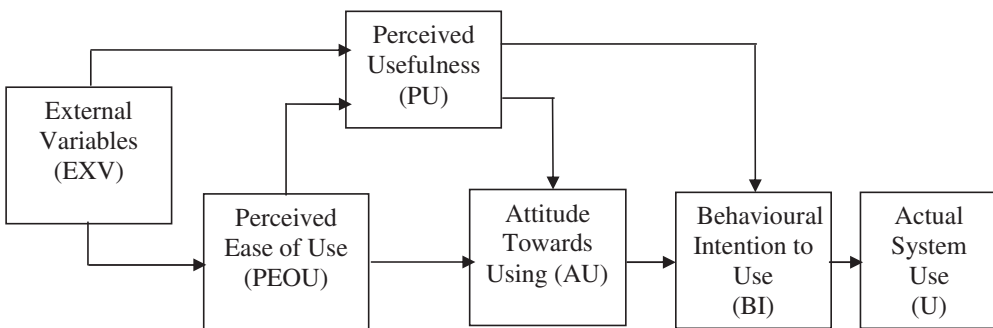 External
Variables
(EXV)
Perceived
Usefulness
(PU)
Perceived
Ease of Use
(PEOU)
Attitude
Towards
Using (AU)
Behavioural
Intention to
Use
(BI)
Actual
System
Use
(U)